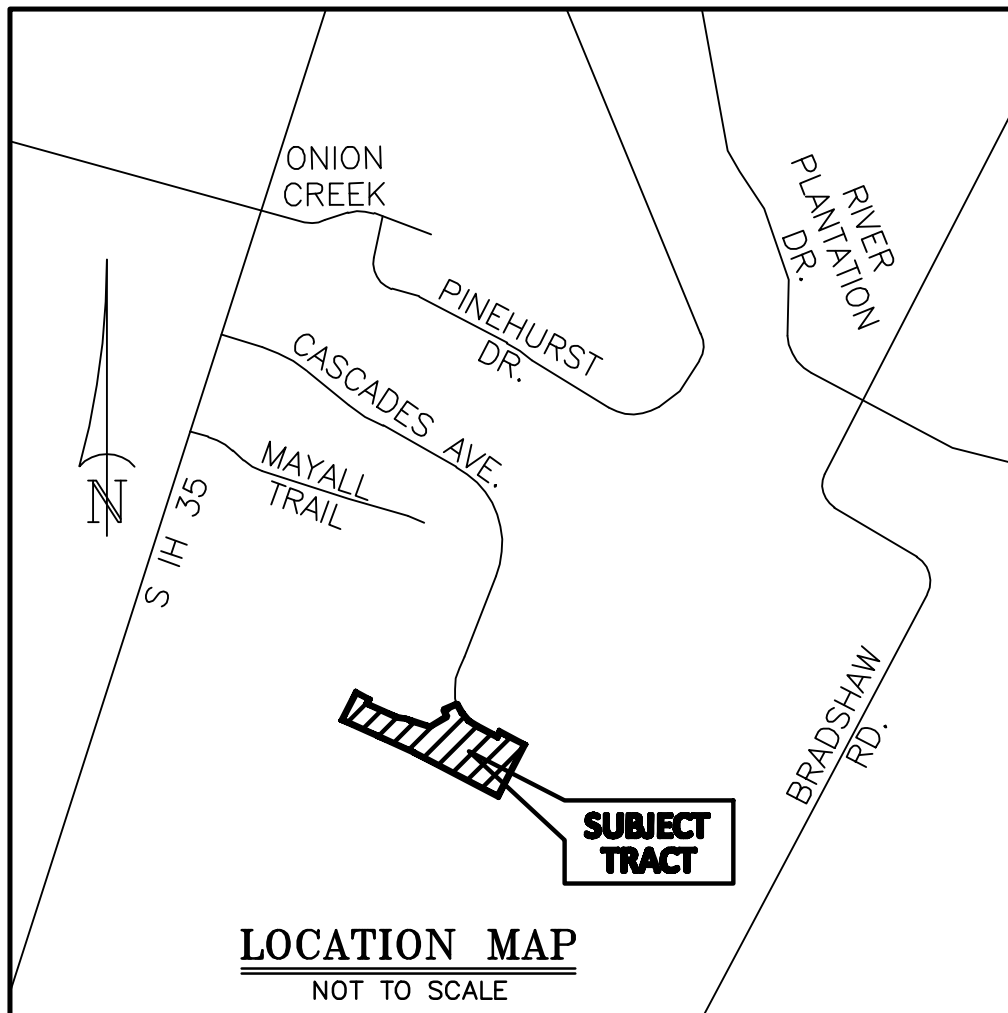 ONION
CREEK
RIVER
PLANTATION
DR.
PINEHURST
DR.
CASCADES AVE.
MAYALL
TRAIL
N
S IH 35
BRADSHAW
RD.
SUBJECT
TRACT
LOCATION MAP
NOT TO SCALE